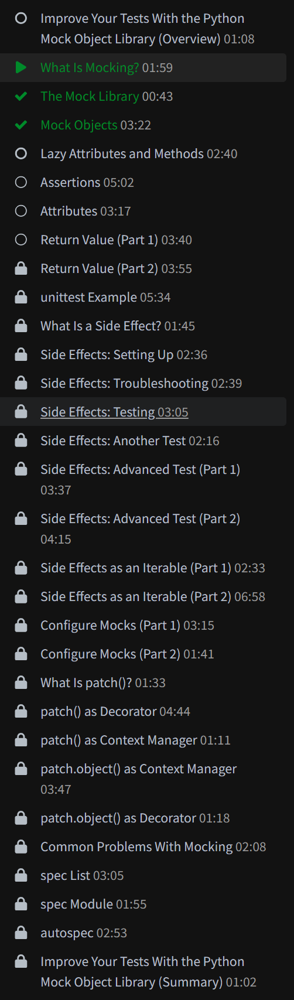 Improve Your Tests With the Python
Mock Object Library (Overview) 01:08
What Is Mocking? 01:59
The Mock Library 00:43
Mock Objects 03:22
Lazy Attributes and Methods 02:40
Assertions 05:02
Attributes 03:17
Return Value (Part 1) 03:40
Return Value (Part 2) 03:55
unittest Example 05:34
What Is a Side Effect? 01:45
Side Effects: Setting Up 02:36
Side Effects: Troubleshooting 02:39
Side Effects: Testing 03:05
Side Effects: Another Test 02:16
Side Effects: Advanced Test (Part 1)
03:37
Side Effects: Advanced Test (Part 2)
04:15
Side Effects as an Iterable (Part 1) 02:33
Side Effects as an Iterable (Part 2) 06:58
Configure Mocks (Part 1) 03:15
Configure Mocks (Part 2) 01:41
What Is patch()? 01:33
patch() as Decorator 04:44
patch() as Context Manager 01:11
patch.object() as Context Manager
03:47
patch.object() as Decorator 01:18
Common Problems With Mocking 02:08
spec List 03:05
spec Module 01:55
autospec 02:53
Improve Your Tests With the Python
Mock Object Library (Summary) 01:02